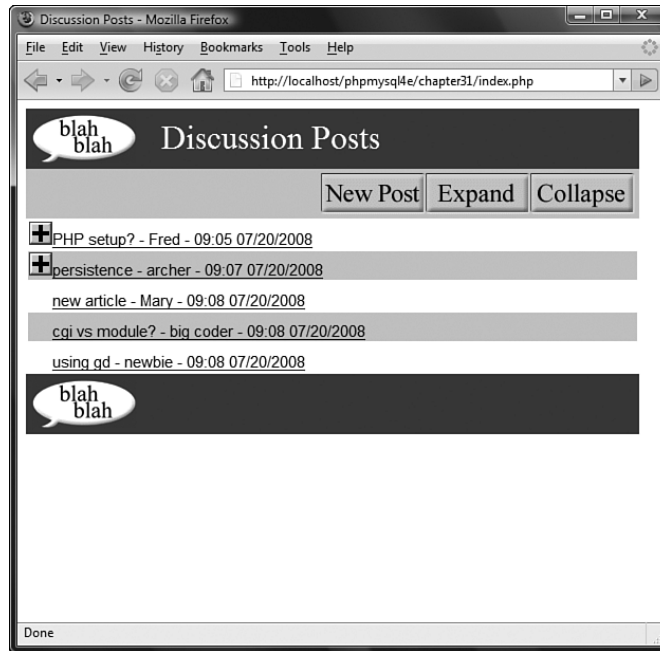 Discussion Posts - Mozilla Firefox
File Edit View History Bookmarks Tools Help
http://localhost/phpmysql4e/chapter31/index.php
blah
blah
Discussion Posts
New Post Expand Collapse
PHP setup? - Fred - 09:05 07/20/2008
persistence - archer - 09:07 07/20/2008
new article - Mary - 09:08 07/20/2008
cgi vs module? - big coder - 09:08 07/20/2008
using gd - newbie - 09:08 07/20/2008
blah
blah
Done